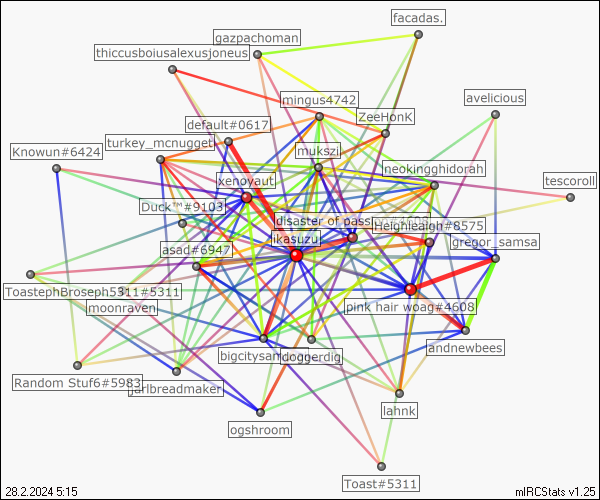 facadas.
gazpachoman
thiccusboiusalexusjoneus
mingus4742
avelicious
ZeeHonK
default#0617
turkey_mcnugget
Knowun#6424
mukszi
neokingghidorah
xenoyaut
tescoroll
Duck™#9103
disaster of pass
Heighleaigh#8575
likasuzu
gregor_samsa
asad#6947
ToastephBroseph5311#5311
moonraven
pink hair woag#4608
bigcitysan
doggerdig
andnewbees
Random Stuf6#5983
jarlbreadmaker
lahnk
ogshroom
Toast#5311
28.2.2024 5:15
mIRCStats v1.25